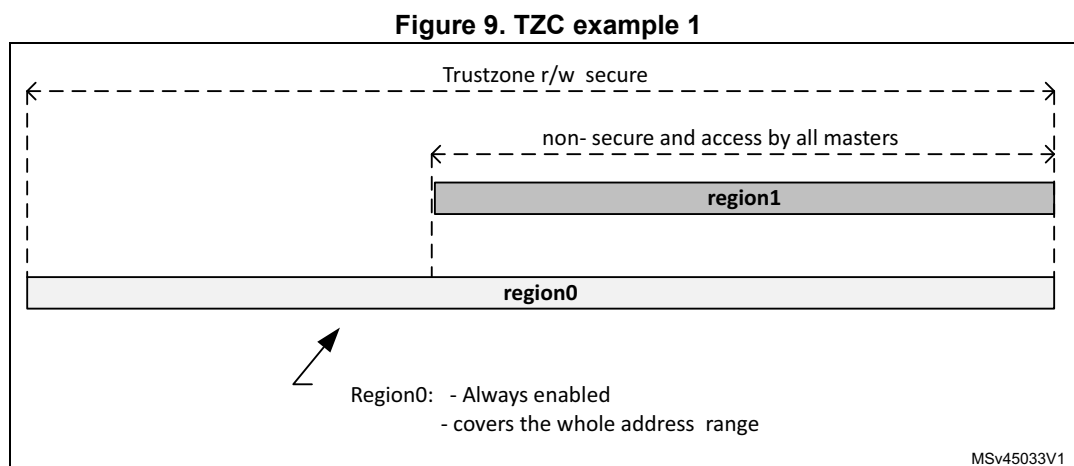 Figure 9. TZC example 1
Trustzone r/w secure
non- secure and access by all masters
region1
region0
Region0: - Always enabled
- covers the whole address range
MSv45033V1